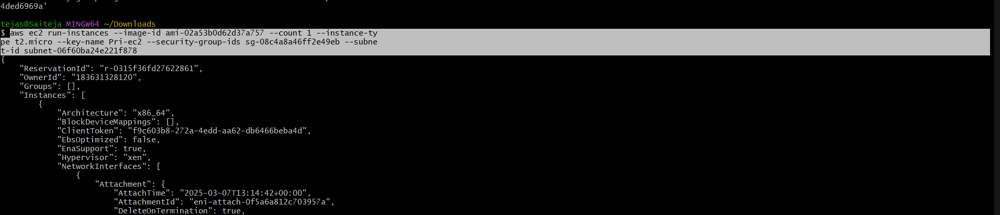 4ded6969a'
tejas@Saiteja MINGW64 ~/Downloads
$ aws ec2 run-instances --image-id ami-02a53b0d62d37a757 --count 1 --instance-ty
pe t2.micro --key-name Pri-ec2 --security-group-ids sg-08c4a8a46ff2e49eb --subne
t-id subnet-06f60ba24e221f878
{
    "ReservationId": "r-0315f36fd27622861",
    "OwnerId": "183631328120",
    "Groups": [],
    "Instances": [
        {
            "Architecture": "x86_64",
            "BlockDeviceMappings": [],
            "ClientToken": "f9c603b8-272a-4edd-aa62-db6466beba4d",
            "EbsOptimized": false,
            "EnaSupport": true,
            "Hypervisor": "xen",
            "NetworkInterfaces": [
                {
                    "Attachment": {
                        "AttachTime": "2025-03-07T13:14:42+00:00",
                        "AttachmentId": "eni-attach-0f5a6a812c703957a",
                        "DeleteOnTermination": true,